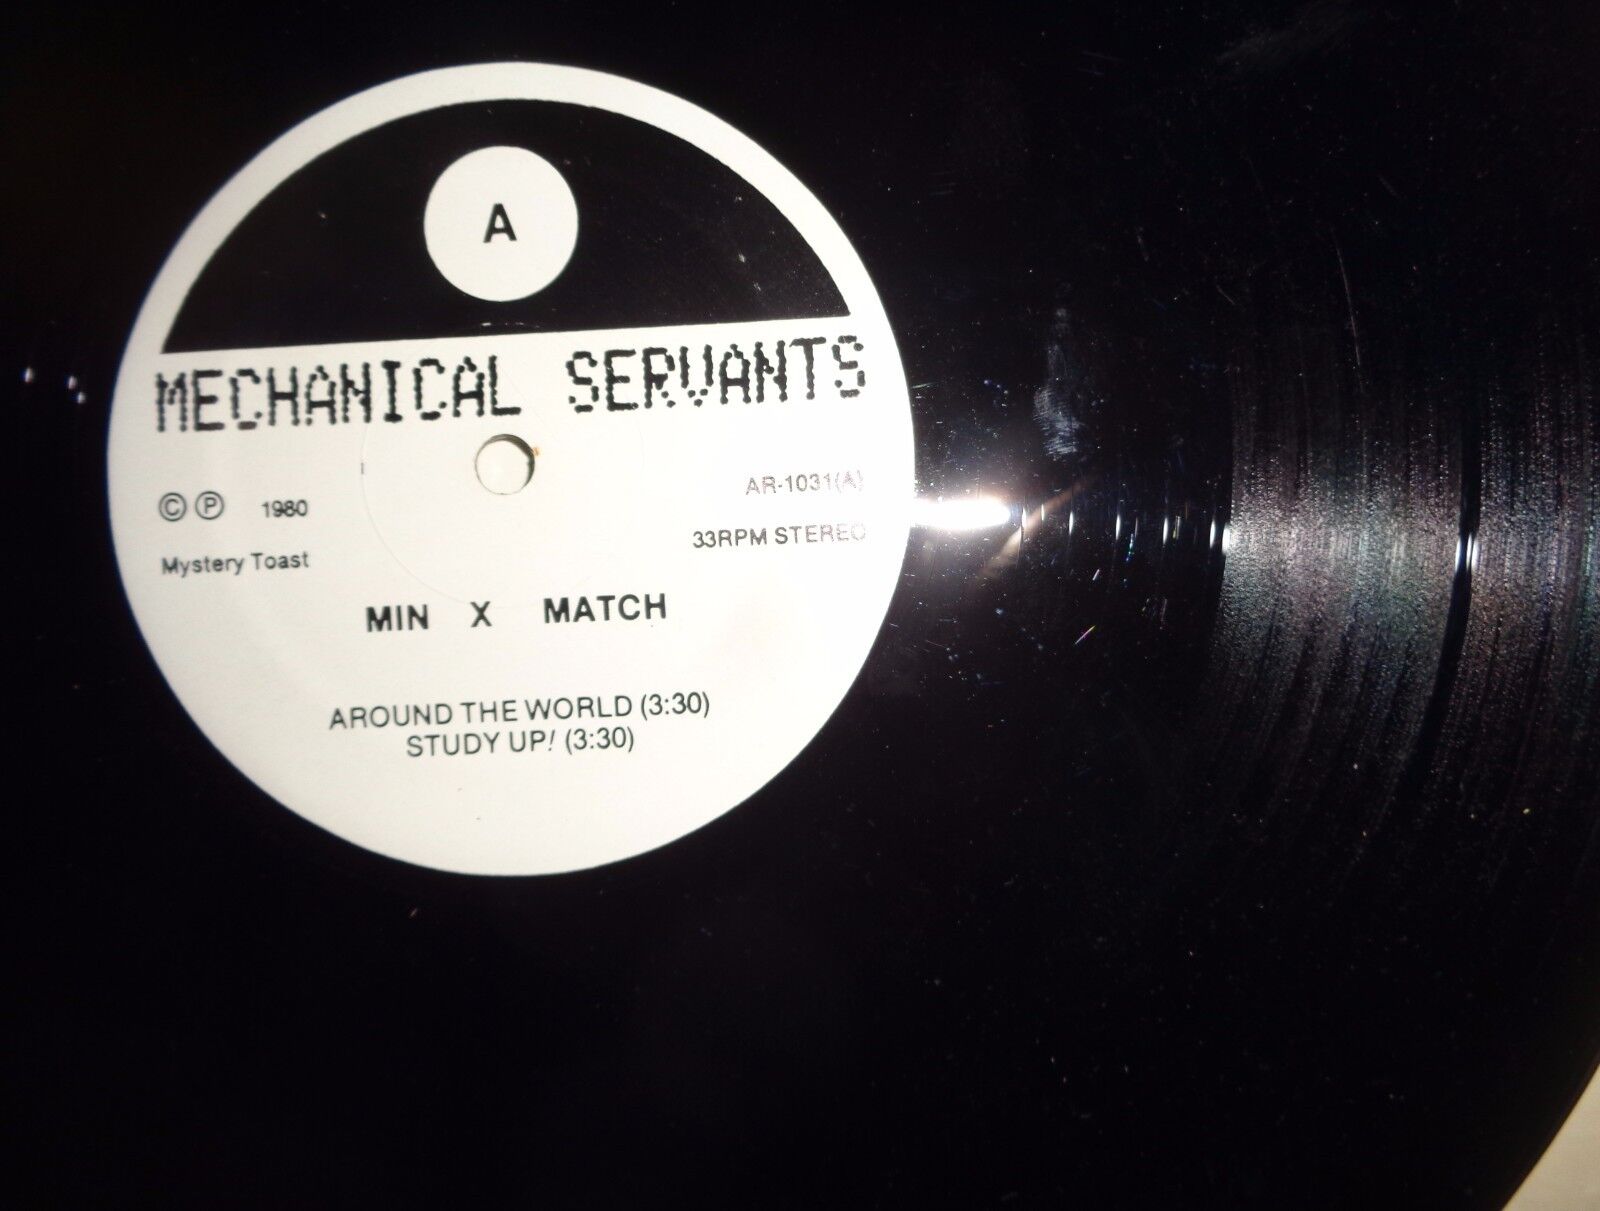 A
MECHANICAL SERVANTS
© ℗ 1980
AR-1031(A)
Mystery Toast
33RPM STEREO
MIN X MATCH
AROUND THE WORLD (3:30)
STUDY UP! (3:30)